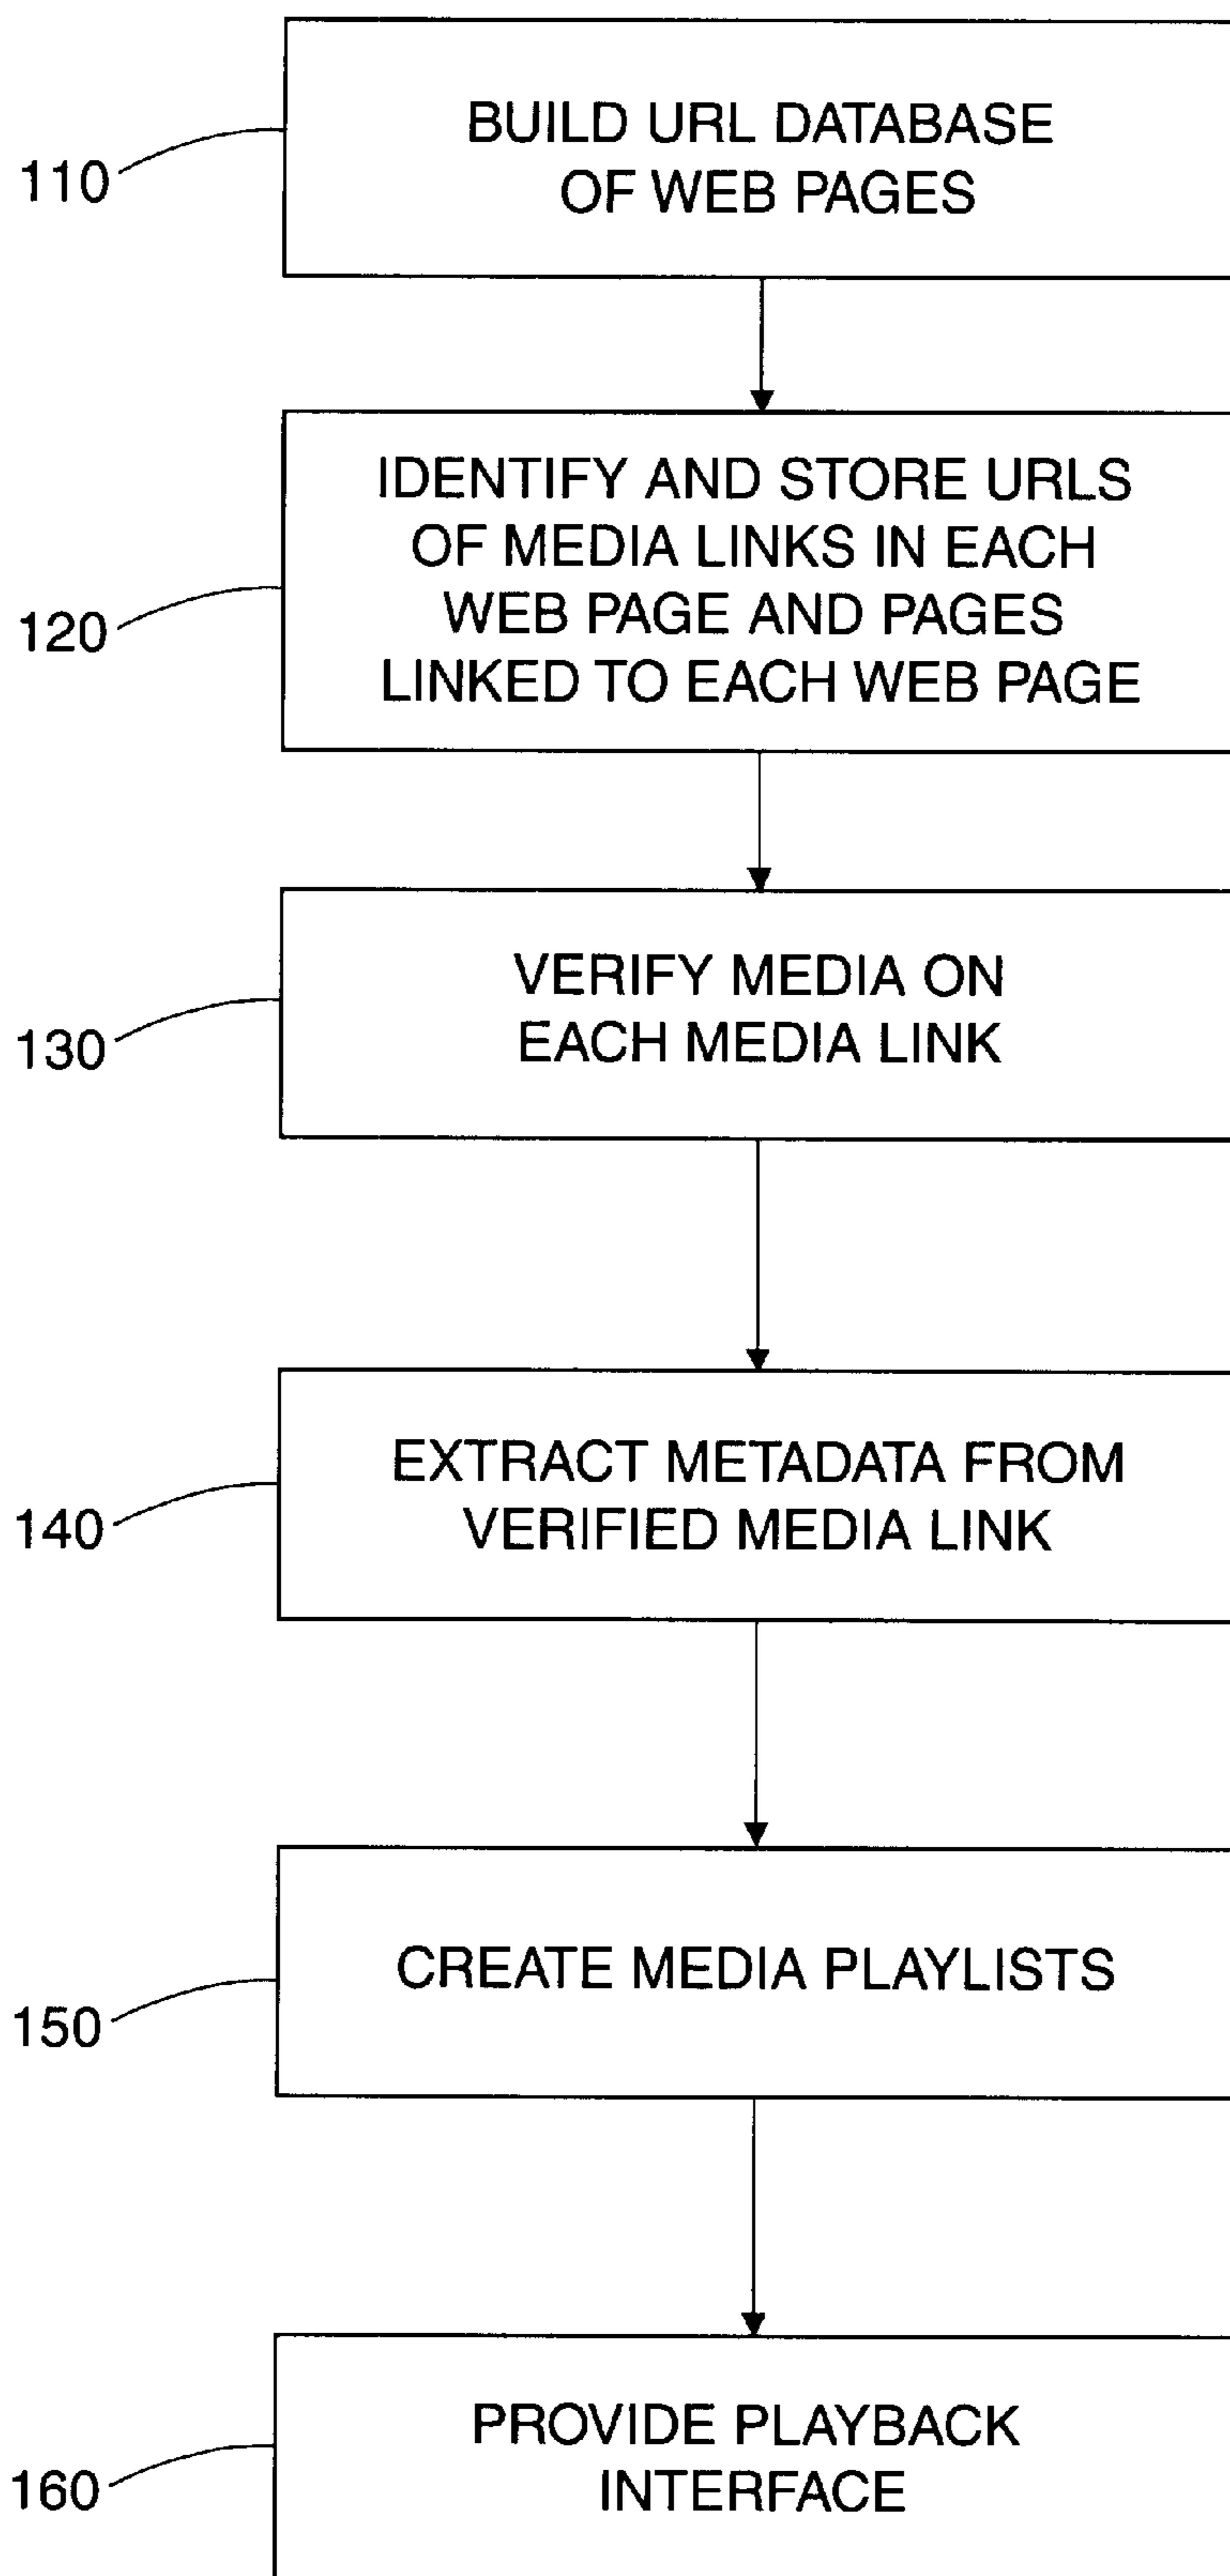 110
BUILD URL DATABASE
OF WEB PAGES
120
IDENTIFY AND STORE URLS
OF MEDIA LINKS IN EACH
WEB PAGE AND PAGES
LINKED TO EACH WEB PAGE
130
VERIFY MEDIA ON
EACH MEDIA LINK
140
EXTRACT METADATA FROM
VERIFIED MEDIA LINK
150
CREATE MEDIA PLAYLISTS
160
PROVIDE PLAYBACK
INTERFACE